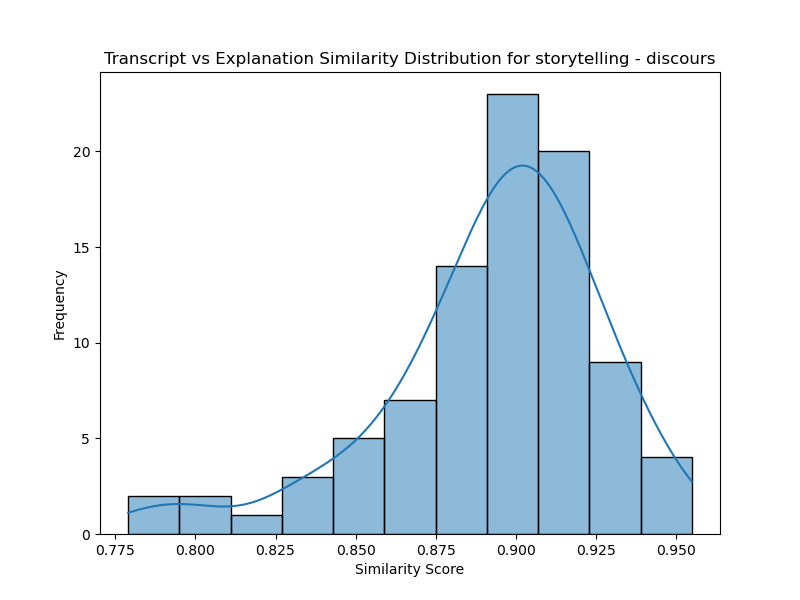 Transcript vs Explanation Similarity Distribution for storytelling - discours
20
15
10
5
0
Frequency
0.775 0.800 0.825 0.850 0.875 0.900 0.925 0.950
Similarity Score